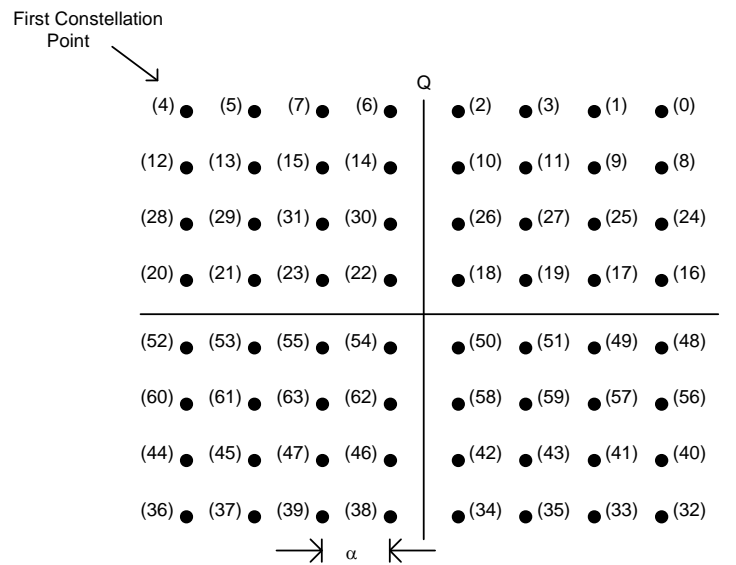 First Constellation
Point
Q
(4) (5) (7) (6) (2) (3) (1) (0)
(12) (13) (15) (14) (10) (11) (9) (8)
(28) (29) (31) (30) (26) (27) (25) (24)
(20) (21) (23) (22) (18) (19) (17) (16)
(52) (53) (55) (54) (50) (51) (49) (48)
(60) (61) (63) (62) (58) (59) (57) (56)
(44) (45) (47) (46) (42) (43) (41) (40)
(36) (37) (39) (38) (34) (35) (33) (32)
α